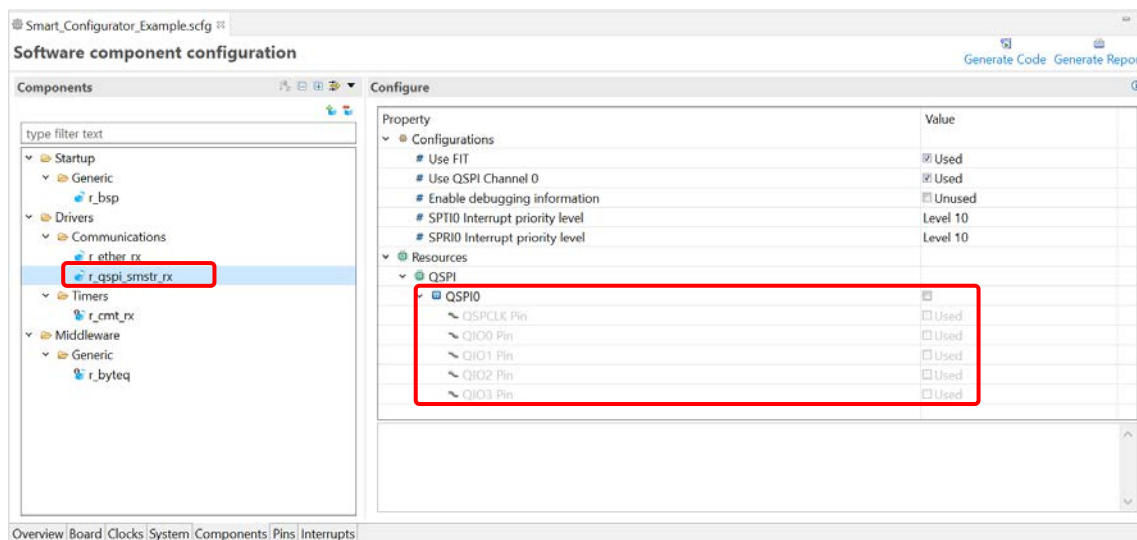 Smart_Configurator_Example.scfg
Software component configuration
Generate Code Generate Repor
Components
Configure
type filter text
Startup
Generic
r_bsp
Drivers
Communications
r_ether_rx
r_qspi_smstr_rx
Timers
r_cmt_rx
Middleware
Generic
r_byteq
Property Value
Configurations
# Use FIT Used
# Use QSPI Channel 0 Used
# Enable debugging information Unused
# SPTI0 Interrupt priority level Level 10
# SPRI0 Interrupt priority level Level 10
Resources
QSPI
QSPI0
QSPCLK Pin Used
QIO0 Pin Used
QIO1 Pin Used
QIO2 Pin Used
QIO3 Pin Used
Overview Board Clocks System Components Pins Interrupts